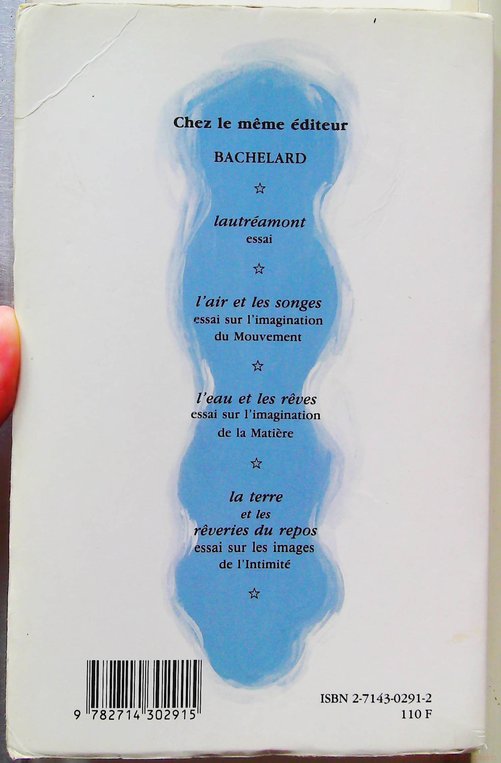 Chez le même éditeur
BACHELARD
☆
lautréamont
essai
☆
l'air et les songes
essai sur l'imagination
du Mouvement
☆
l'eau et les rêves
essai sur l'imagination
de la Matière
☆
la terre
et les
rêveries du repos
essai sur les images
de l'Intimité
☆
ISBN 2-7143-0291-2
110 F
9 782714 302915